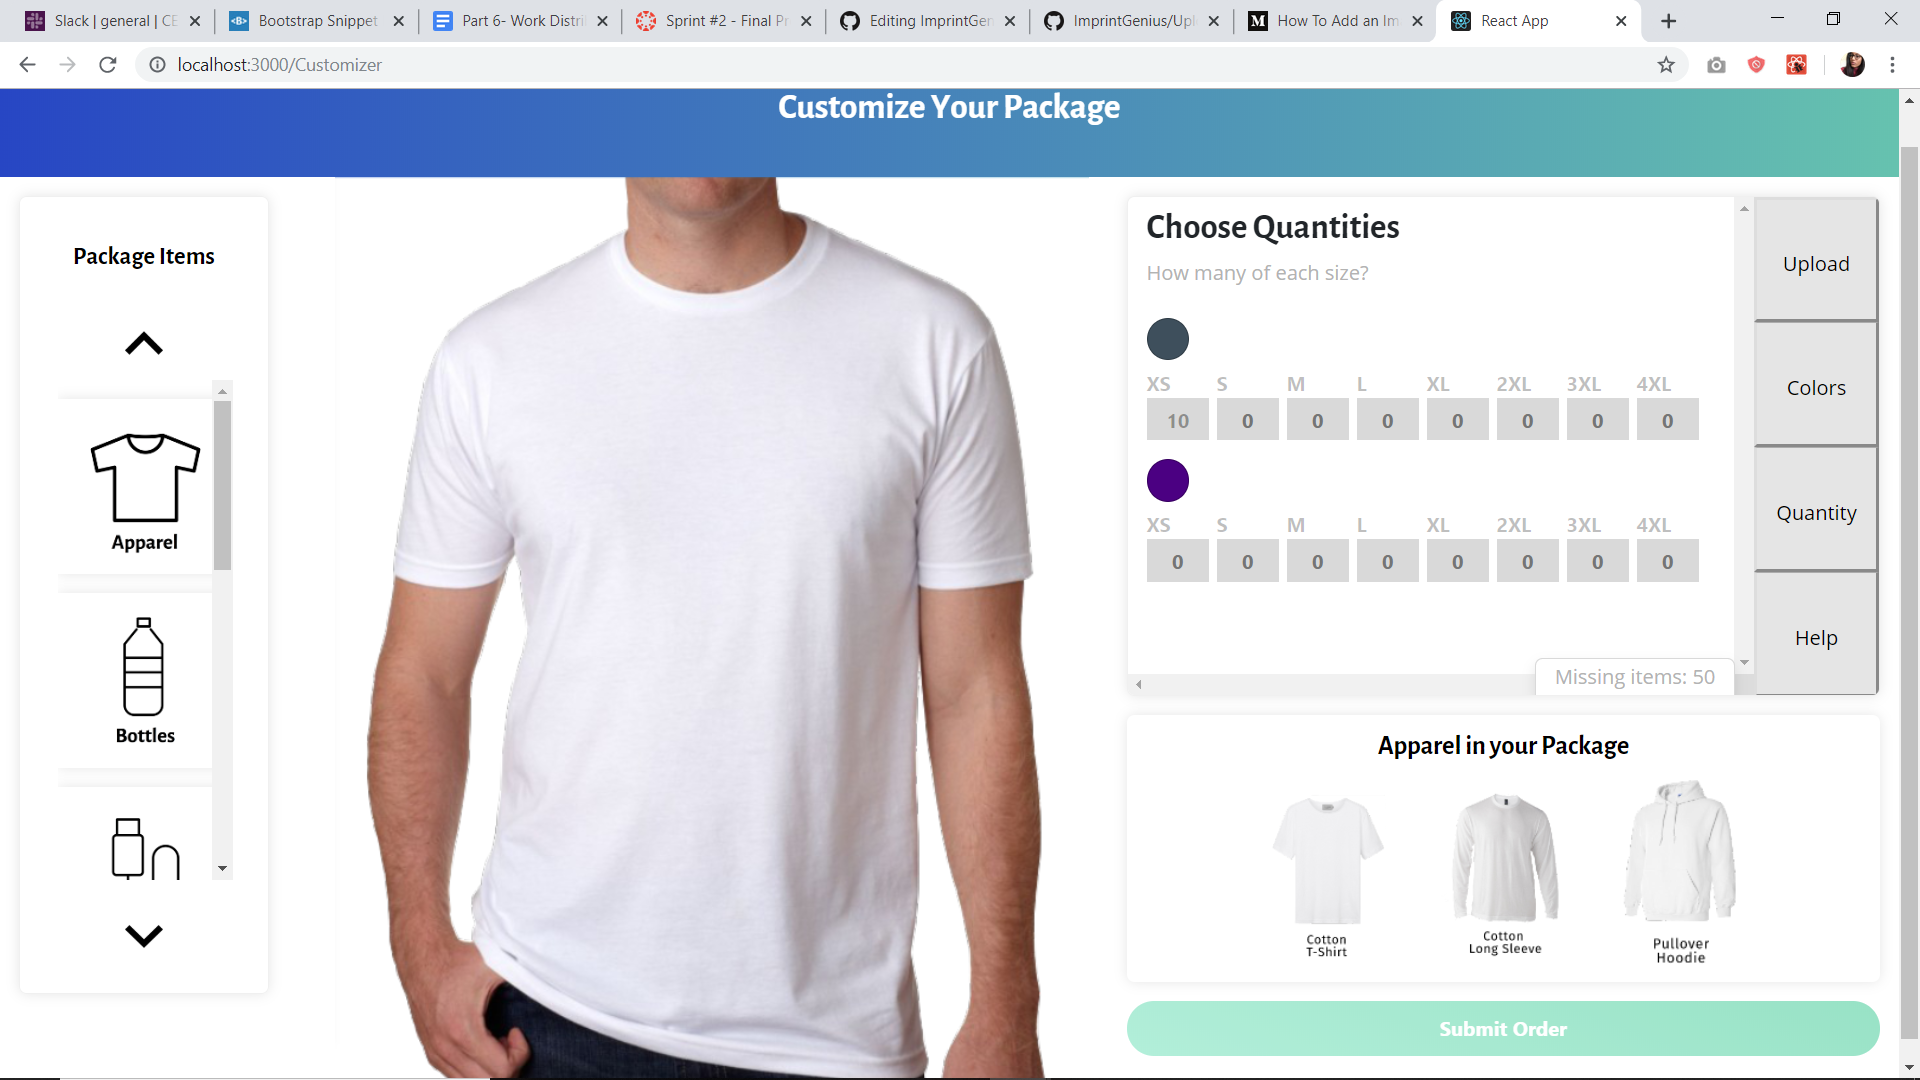 Slack | general | CE
Bootstrap Snippet
Part 6- Work Distri
Sprint #2 - Final Pr
Editing ImprintGen
ImprintGenius/Upl
How To Add an Im
React App
localhost:3000/Customizer
Customize Your Package
Package Items
Apparel
Bottles
Choose Quantities
How many of each size?
XS S M L XL 2XL 3XL 4XL
10 0 0 0 0 0 0 0
XS S M L XL 2XL 3XL 4XL
0 0 0 0 0 0 0 0
Missing items: 50
Upload
Colors
Quantity
Help
Apparel in your Package
Cotton
T-Shirt
Cotton
Long Sleeve
Pullover
Hoodie
Submit Order